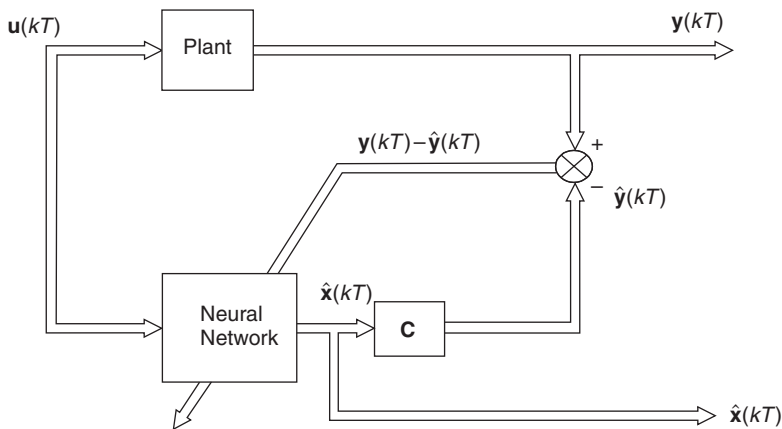 u(kT)
Plant
y(kT)
y(kT)−ŷ(kT)
+
−
ŷ(kT)
Neural
Network
x̂(kT)
C
x̂(kT)